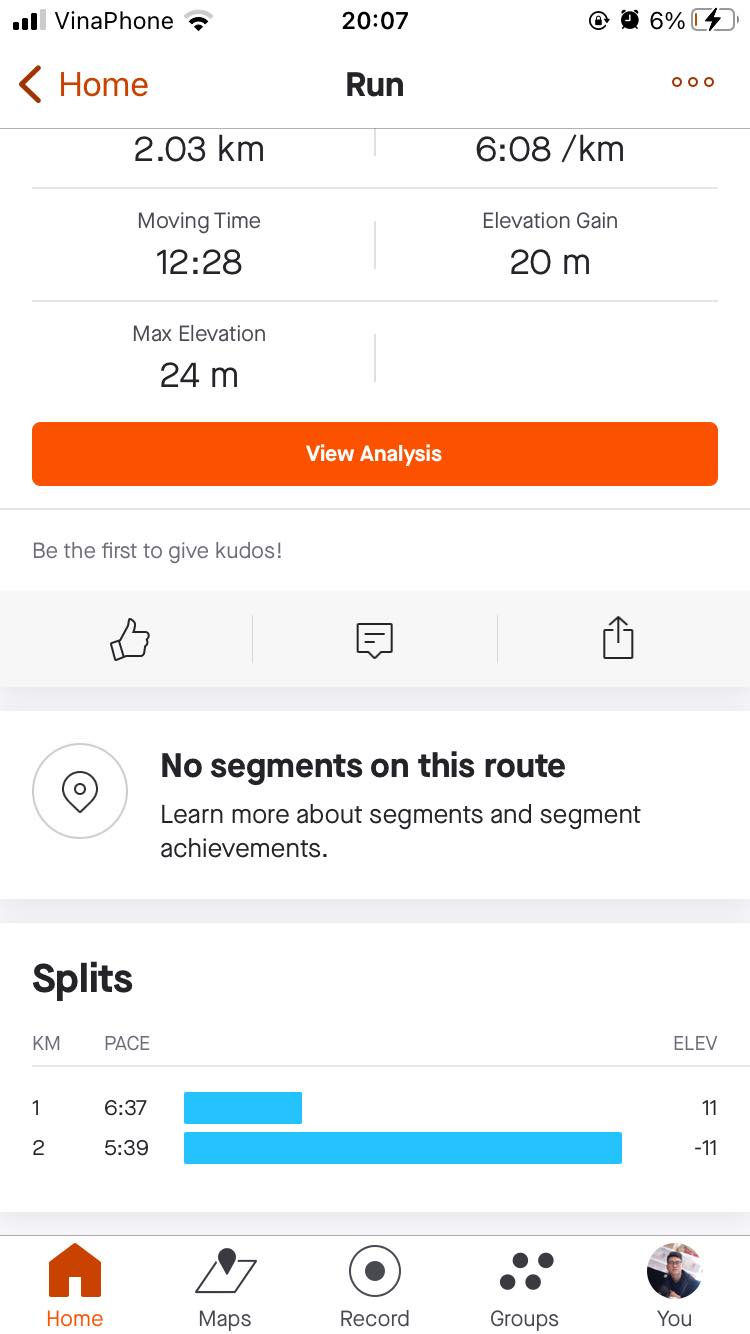 VinaPhone 20:07 6%
Home Run
2.03 km 6:08 /km
Moving Time Elevation Gain
12:28 20 m
Max Elevation
24 m
View Analysis
Be the first to give kudos!
No segments on this route
Learn more about segments and segment
achievements.
Splits
KM PACE ELEV
1 6:37 11
2 5:39 -11
Home Maps Record Groups You